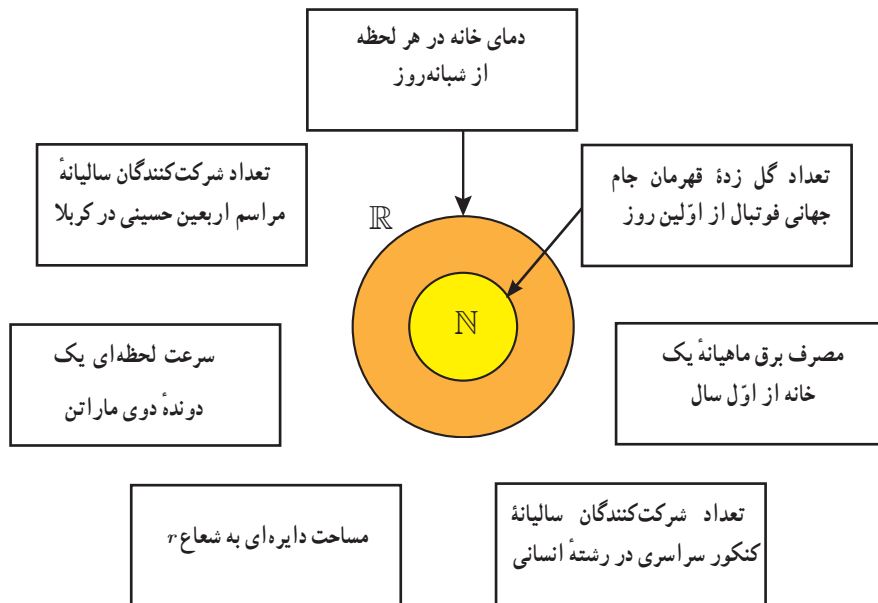 دمای خانه در هر لحظه
از شبانه‌روز
تعداد گل زدهٔ قهرمان جام
جهانی فوتبال از اوّلین روز
تعداد شرکت‌کنندگان سالیانهٔ
مراسم اربعین حسینی در کربلا
ℝ
ℕ
مصرف برق ماهیانهٔ یک
خانه از اوّل سال
سرعت لحظه‌ای یک
دوندهٔ دوی ماراتن
تعداد شرکت‌کنندگان سالیانهٔ
کنکور سراسری در رشتهٔ انسانی
مساحت دایره‌ای به شعاع r